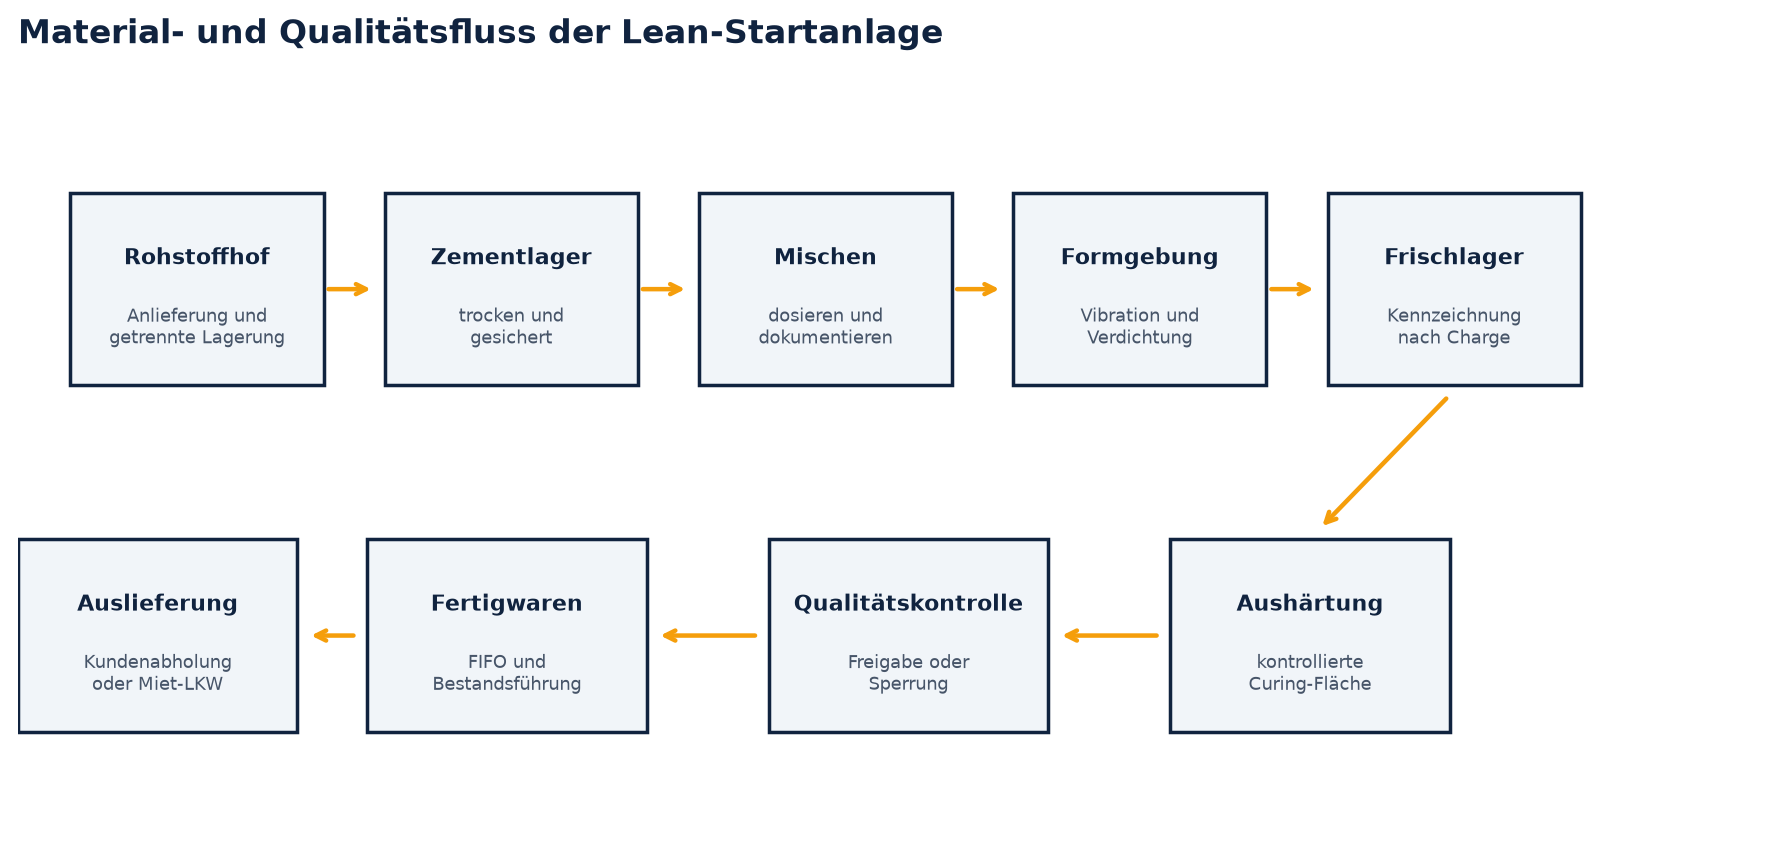 Material- und Qualitätsfluss der Lean-Startanlage
Rohstoffhof
Anlieferung und
getrennte Lagerung
Zementlager
trocken und
gesichert
Mischen
dosieren und
dokumentieren
Formgebung
Vibration und
Verdichtung
Frischlager
Kennzeichnung
nach Charge
Auslieferung
Kundenabholung
oder Miet-LKW
Fertigwaren
FIFO und
Bestandsführung
Qualitätskontrolle
Freigabe oder
Sperrung
Aushärtung
kontrollierte
Curing-Fläche